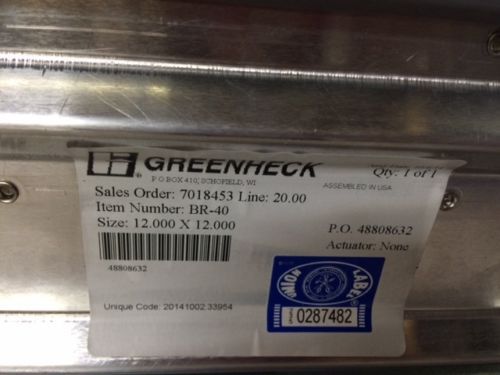 GREENHECK
P O BOX 410, SCHOFIELD, WI
Qty: 1 of 1
ASSEMBLED IN USA
Sales Order: 7018453 Line: 20.00
Item Number: BR-40
Size: 12.000 X 12.000
P.O. 48808632
Actuator: None
48808632
UNION LABEL
0287482
Unique Code: 20141002.33954